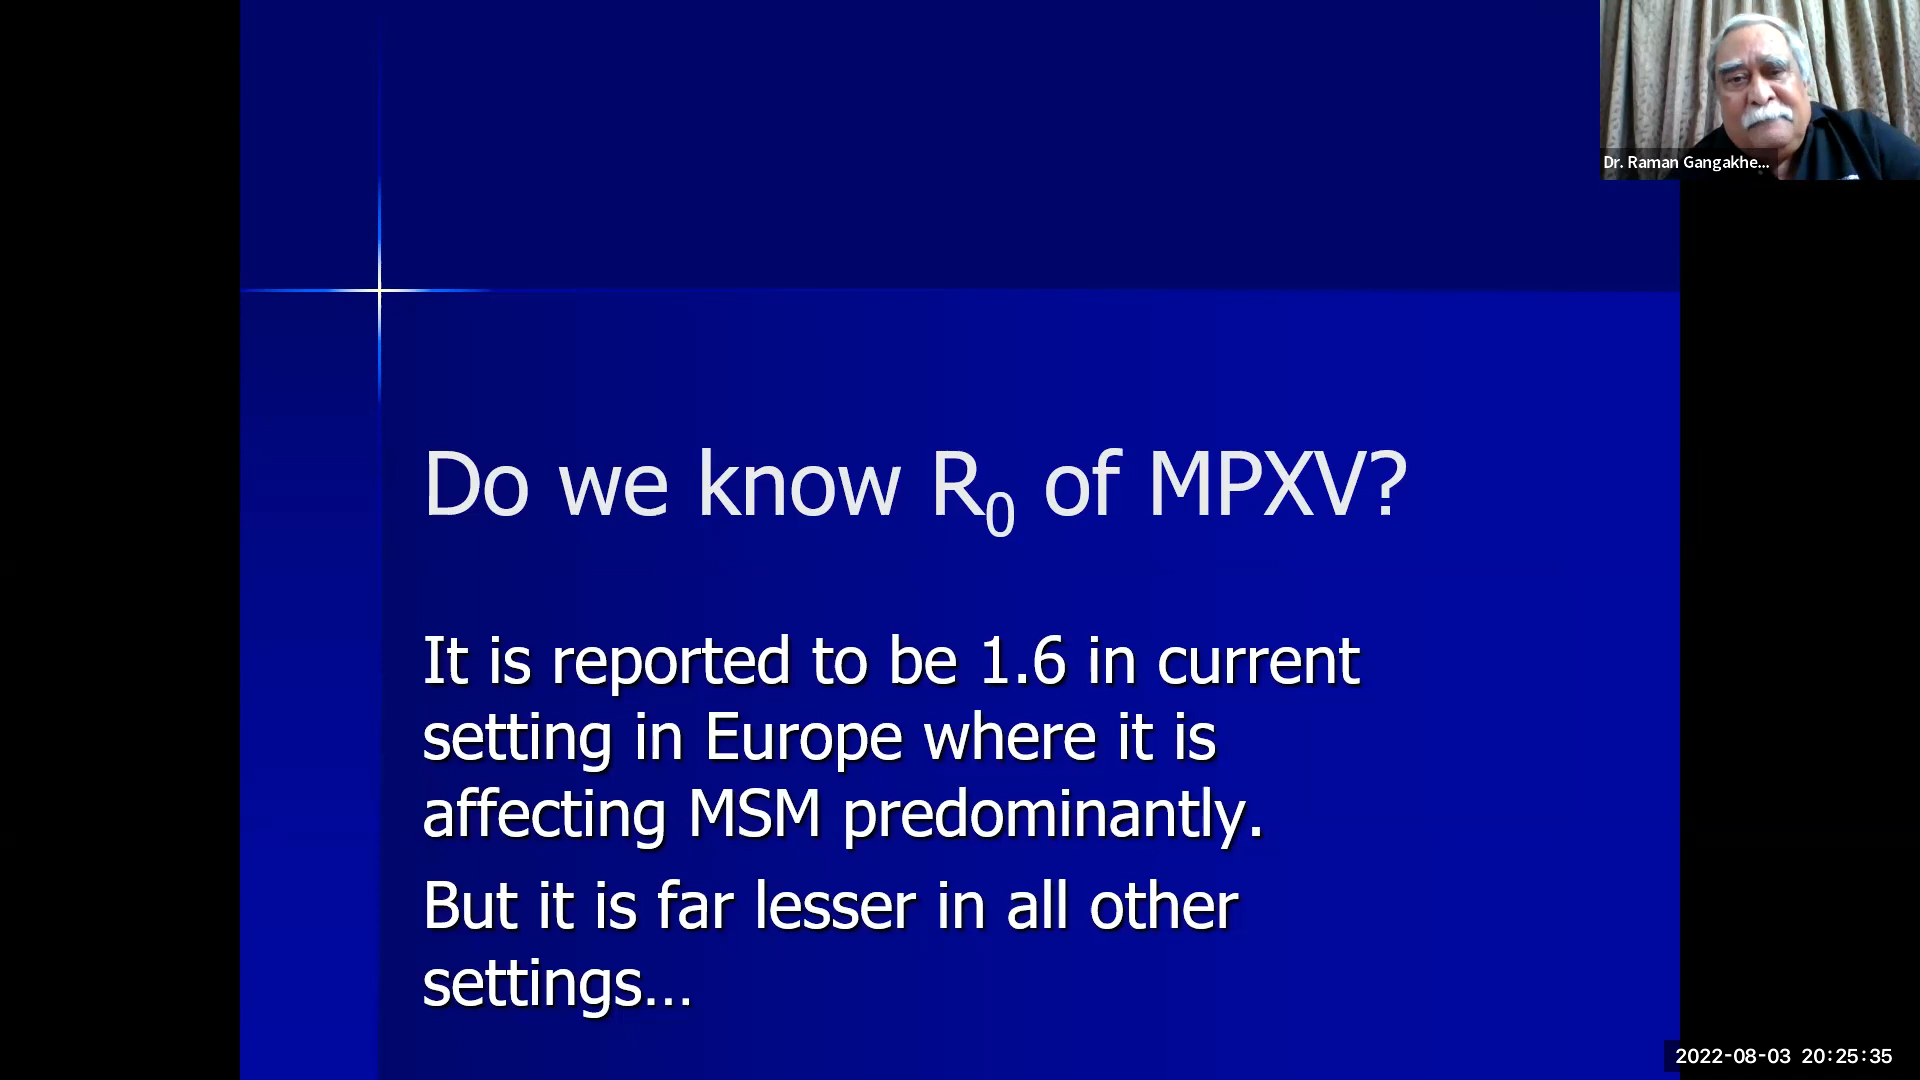 Dr. Raman Gangakhe...
Do we know R₀ of MPXV?
It is reported to be 1.6 in current
setting in Europe where it is
affecting MSM predominantly.
But it is far lesser in all other
settings...
2022-08-03 20:25:35